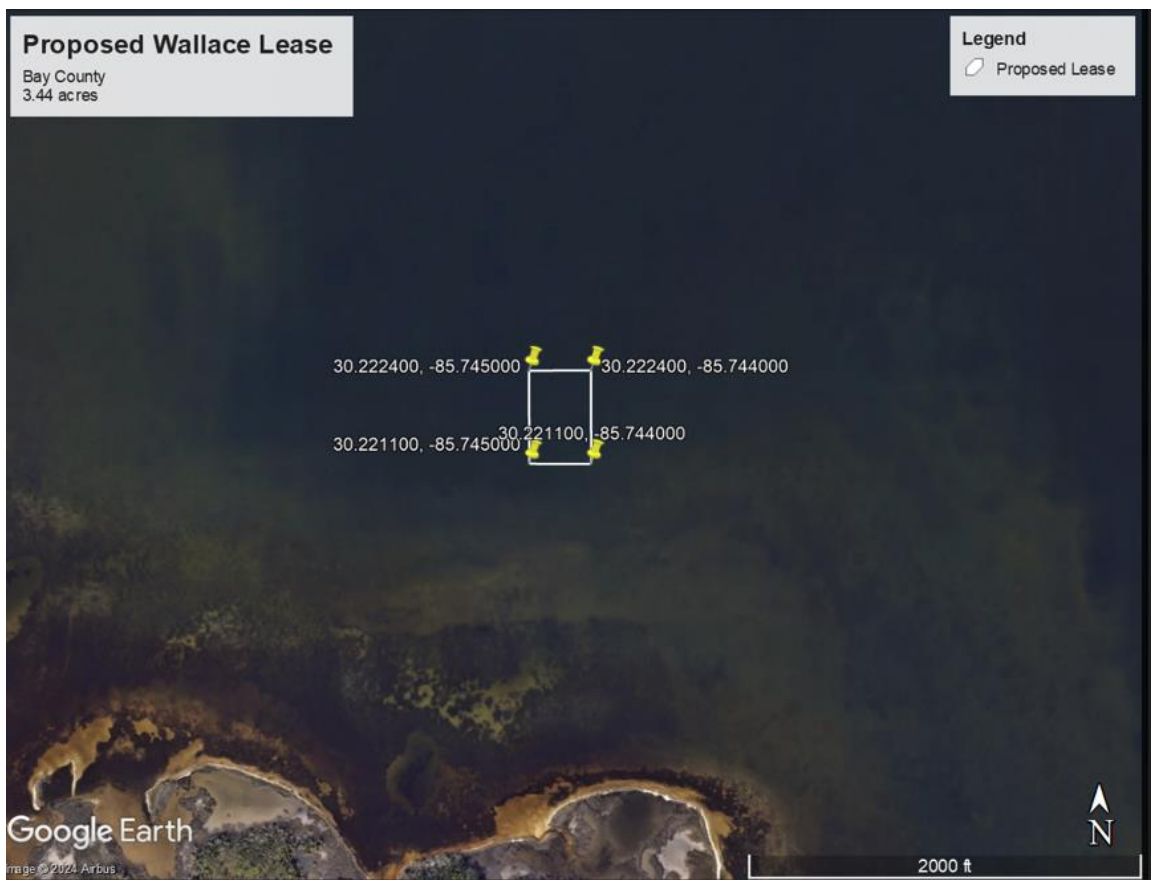 Proposed Wallace Lease
Bay County
3.44 acres
Legend
Proposed Lease
30.222400, -85.745000
30.222400, -85.744000
30.221100, -85.744000
30.221100, -85.745000
N
Google Earth
mage © 2024 Airbus
2000 ft